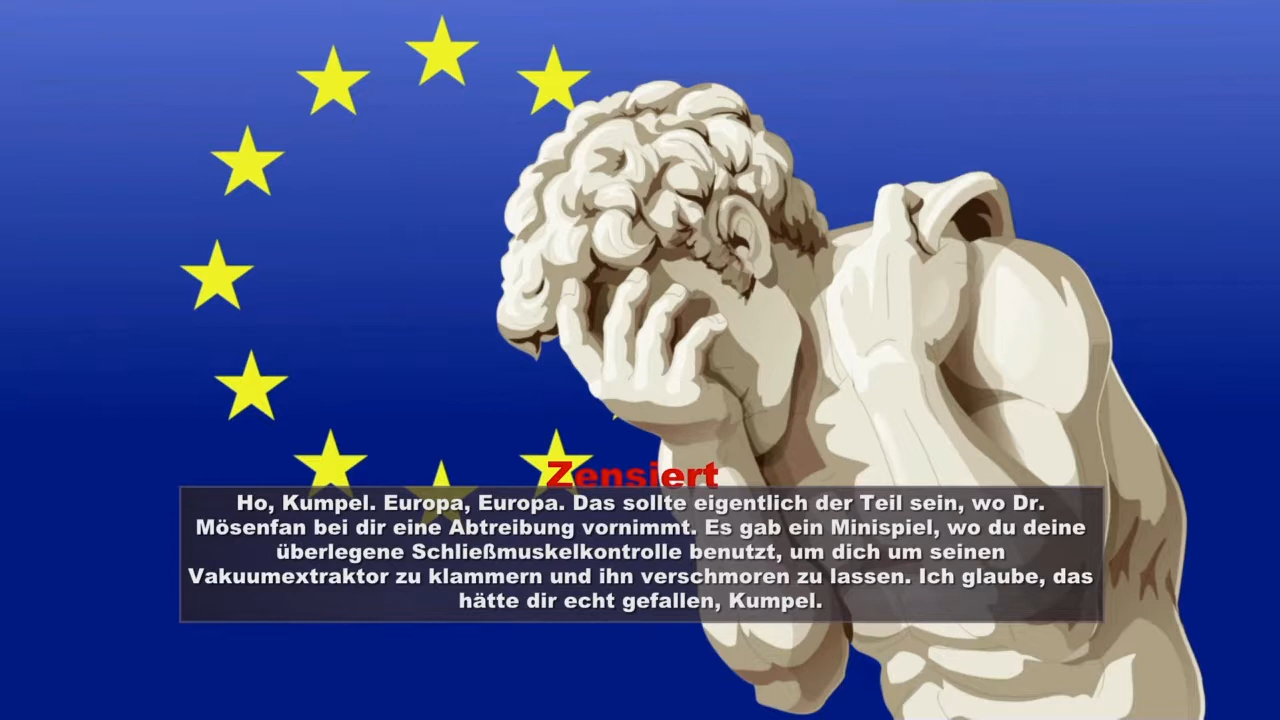 Zensiert
Ho, Kumpel. Europa, Europa. Das sollte eigentlich der Teil sein, wo Dr.
Mösenfan bei dir eine Abtreibung vornimmt. Es gab ein Minispiel, wo du deine
überlegene Schließmuskelkontrolle benutzt, um dich um seinen
Vakuumextraktor zu klammern und ihn verschmoren zu lassen. Ich glaube, das
hätte dir echt gefallen, Kumpel.